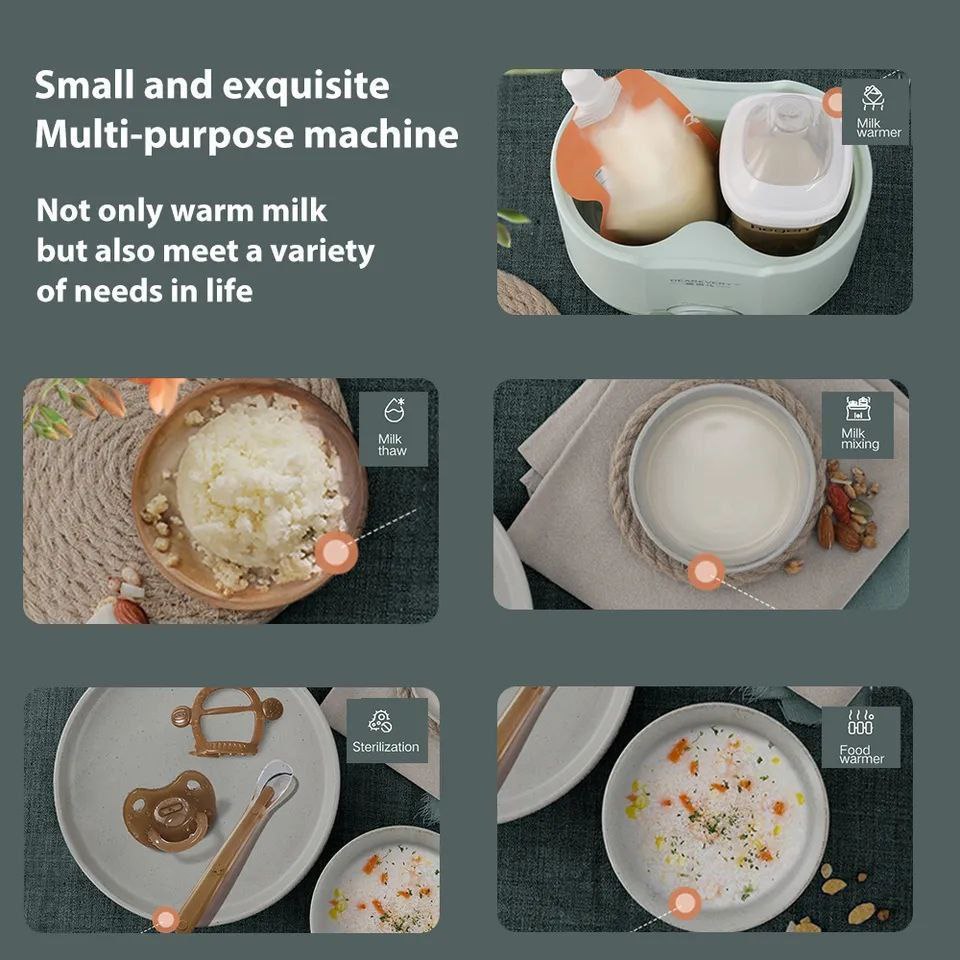 Small and exquisite
Multi-purpose machine
Not only warm milk
but also meet a variety
of needs in life
Milk
warmer
hegen
Milk
thaw
Milk
mixing
Sterilization
Food
warmer